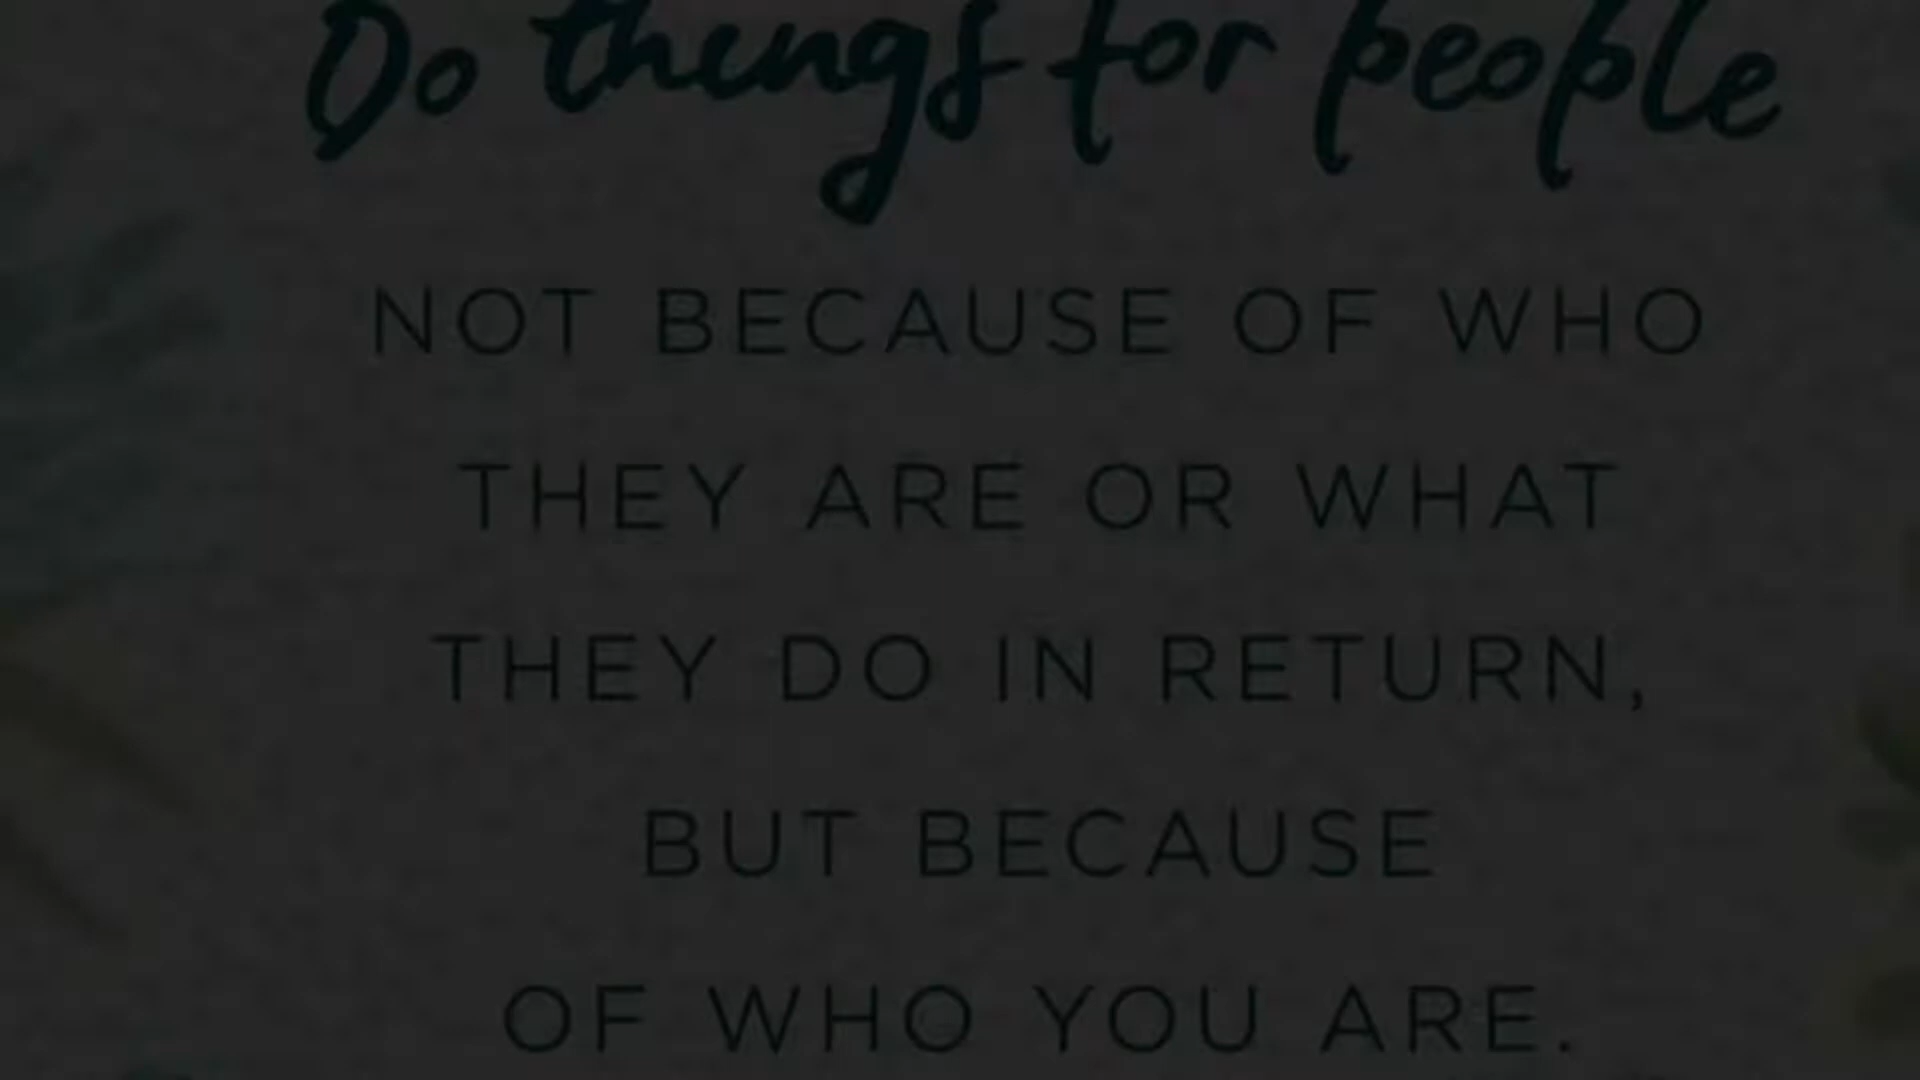 Do things for people
NOT BECAUSE OF WHO
THEY ARE OR WHAT
THEY DO IN RETURN,
BUT BECAUSE
OF WHO YOU ARE.